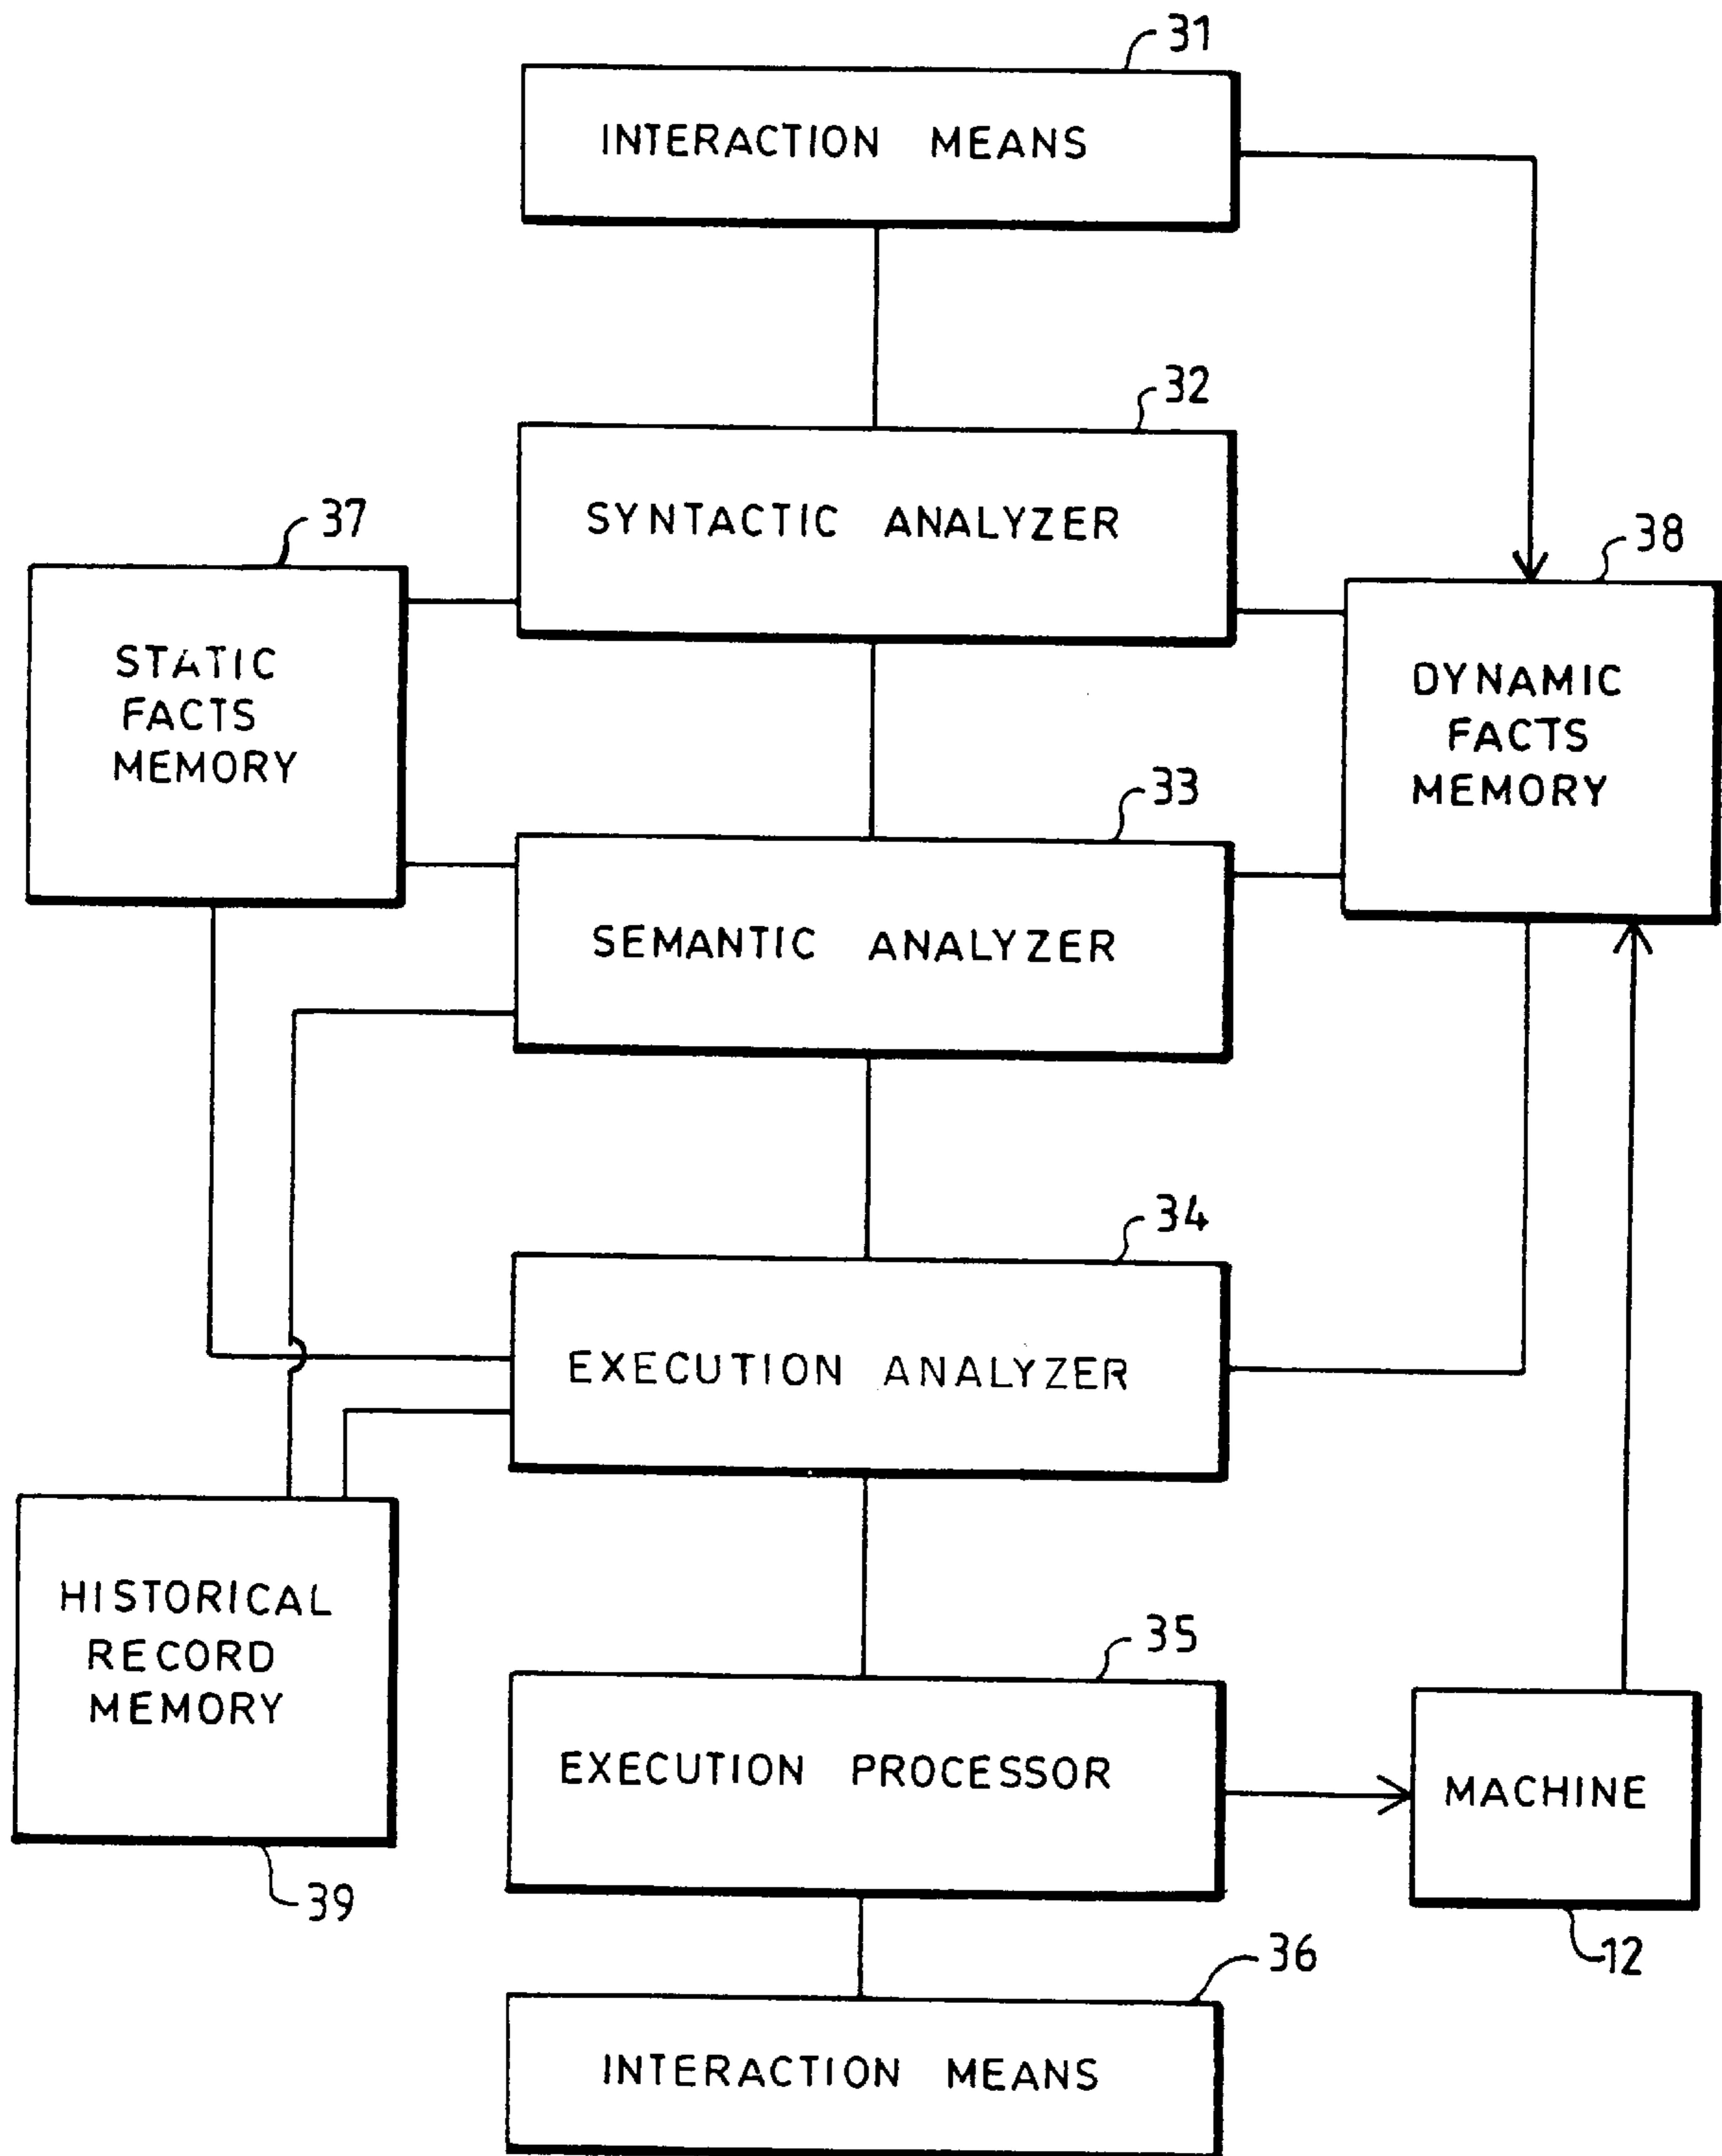 31
INTERACTION MEANS
32
SYNTACTIC ANALYZER
37
STATIC
FACTS
MEMORY
38
DYNAMIC
FACTS
MEMORY
33
SEMANTIC ANALYZER
34
EXECUTION ANALYZER
HISTORICAL
RECORD
MEMORY
39
35
EXECUTION PROCESSOR
MACHINE
12
36
INTERACTION MEANS